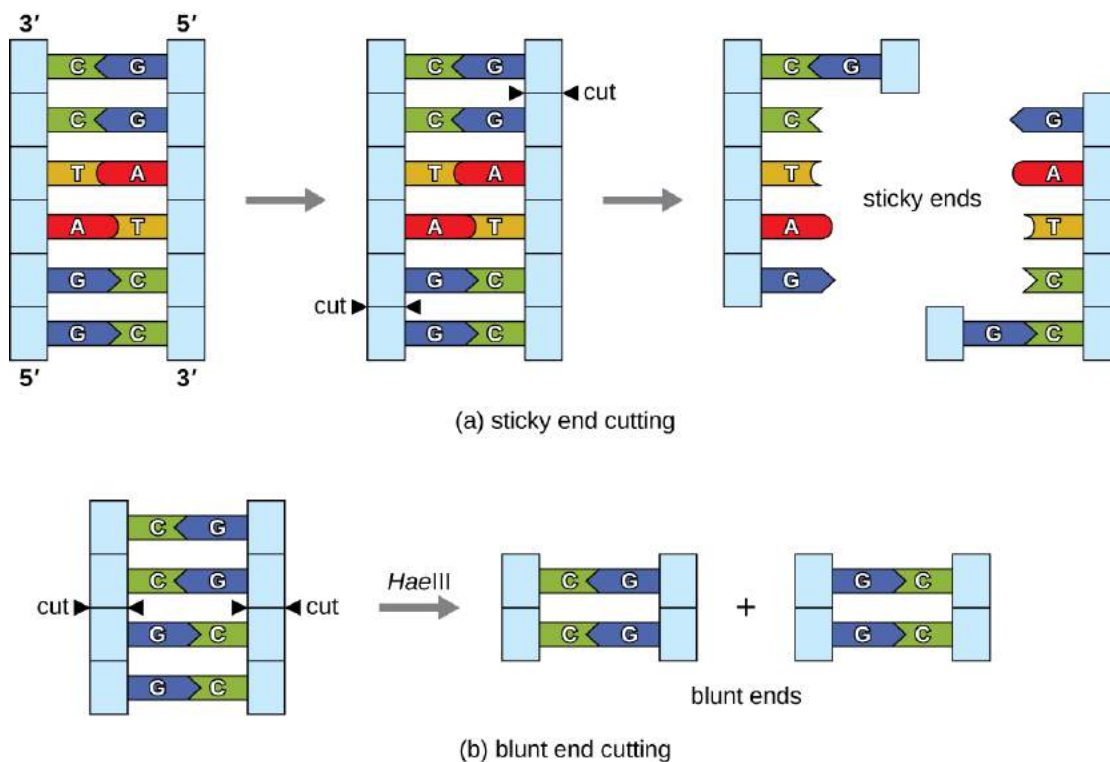 3′ 5′
C G C G C G
cut
C G C G C G
T A T A T A
sticky ends
A T A T A T
G C G C G C
cut
G C G C G C
5′ 3′
(a) sticky end cutting
C G
C G HaeIII C G G C
cut cut +
G C C G G C
G C
blunt ends
(b) blunt end cutting